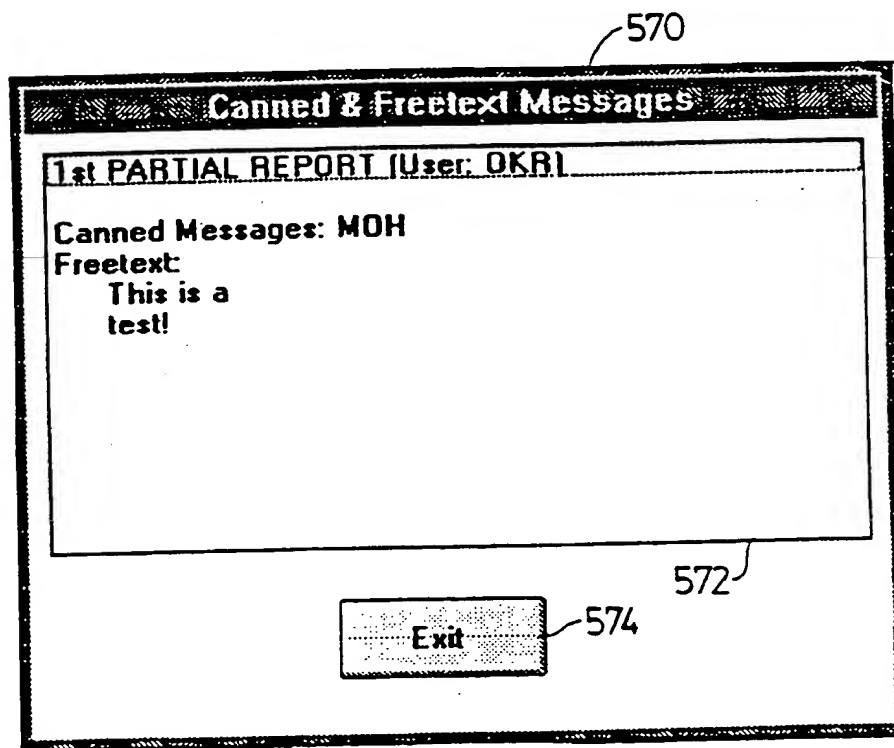 570
Canned & Freetext Messages
1st PARTIAL REPORT (User: OKR)
Canned Messages: MOH
Freetext:
This is a
test!
572
Exit
574